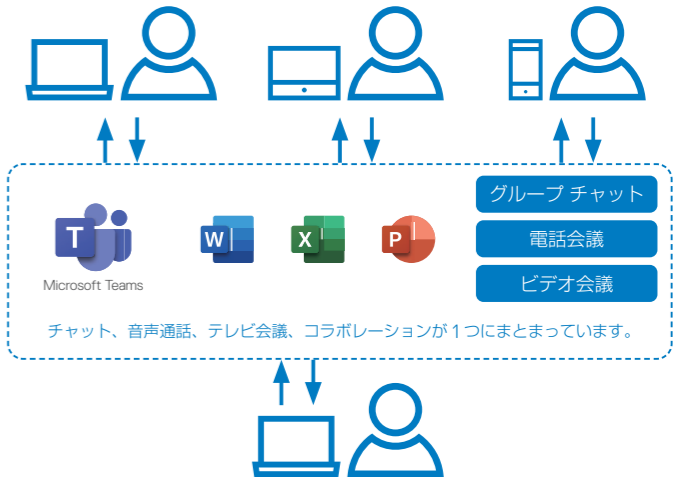 グループ チャット
電話会議
ビデオ会議
T
W
X
P
Microsoft Teams
チャット、音声通話、テレビ会議、コラボレーションが1つにまとまっています。